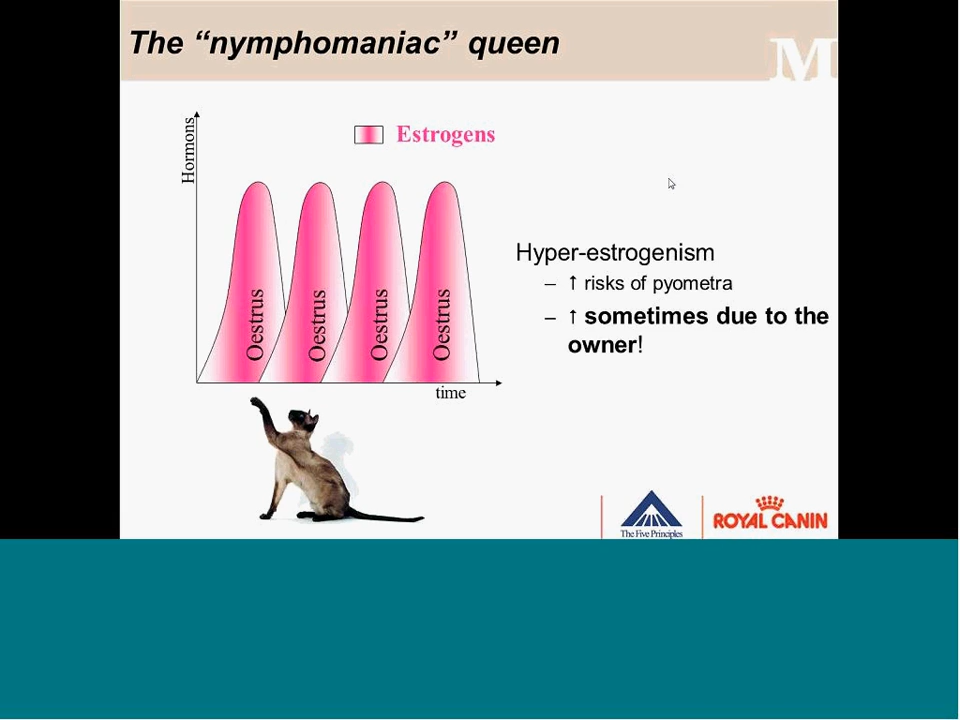 The “nymphomaniac” queen
M
Hormons
Estrogens
Oestrus
Oestrus
Oestrus
Oestrus
time
Hyper-estrogenism
– ↑ risks of pyometra
– ↑ sometimes due to the
owner!
The Five Principles
ROYAL CANIN